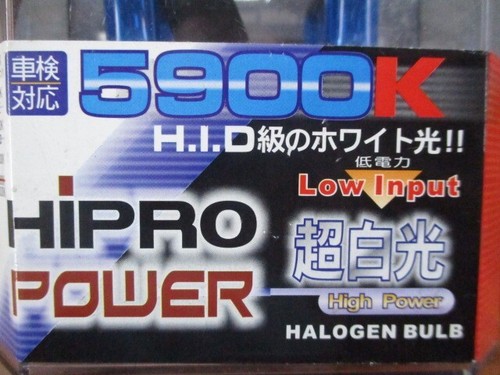 車検
対応
5900K
H.I.D級のホワイト光!!
低電力
Low Input
HiPRO
POWER
超白光
High Power
HALOGEN BULB